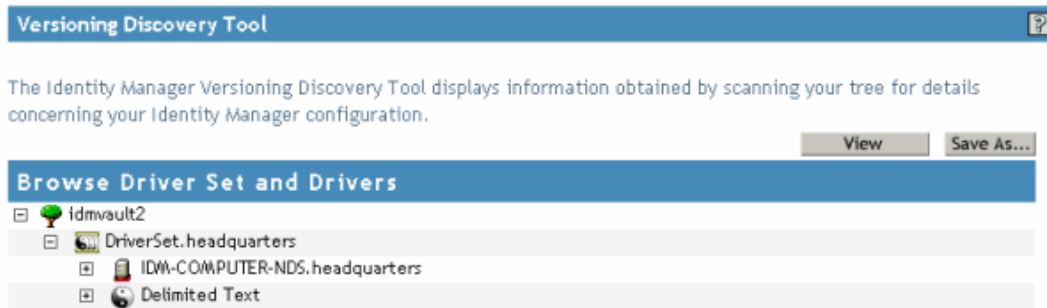 Versioning Discovery Tool
?
The Identity Manager Versioning Discovery Tool displays information obtained by scanning your tree for details
concerning your Identity Manager configuration.
View Save As...
Browse Driver Set and Drivers
idmvault2
DriverSet.headquarters
IDM-COMPUTER-NDS.headquarters
Delimited Text